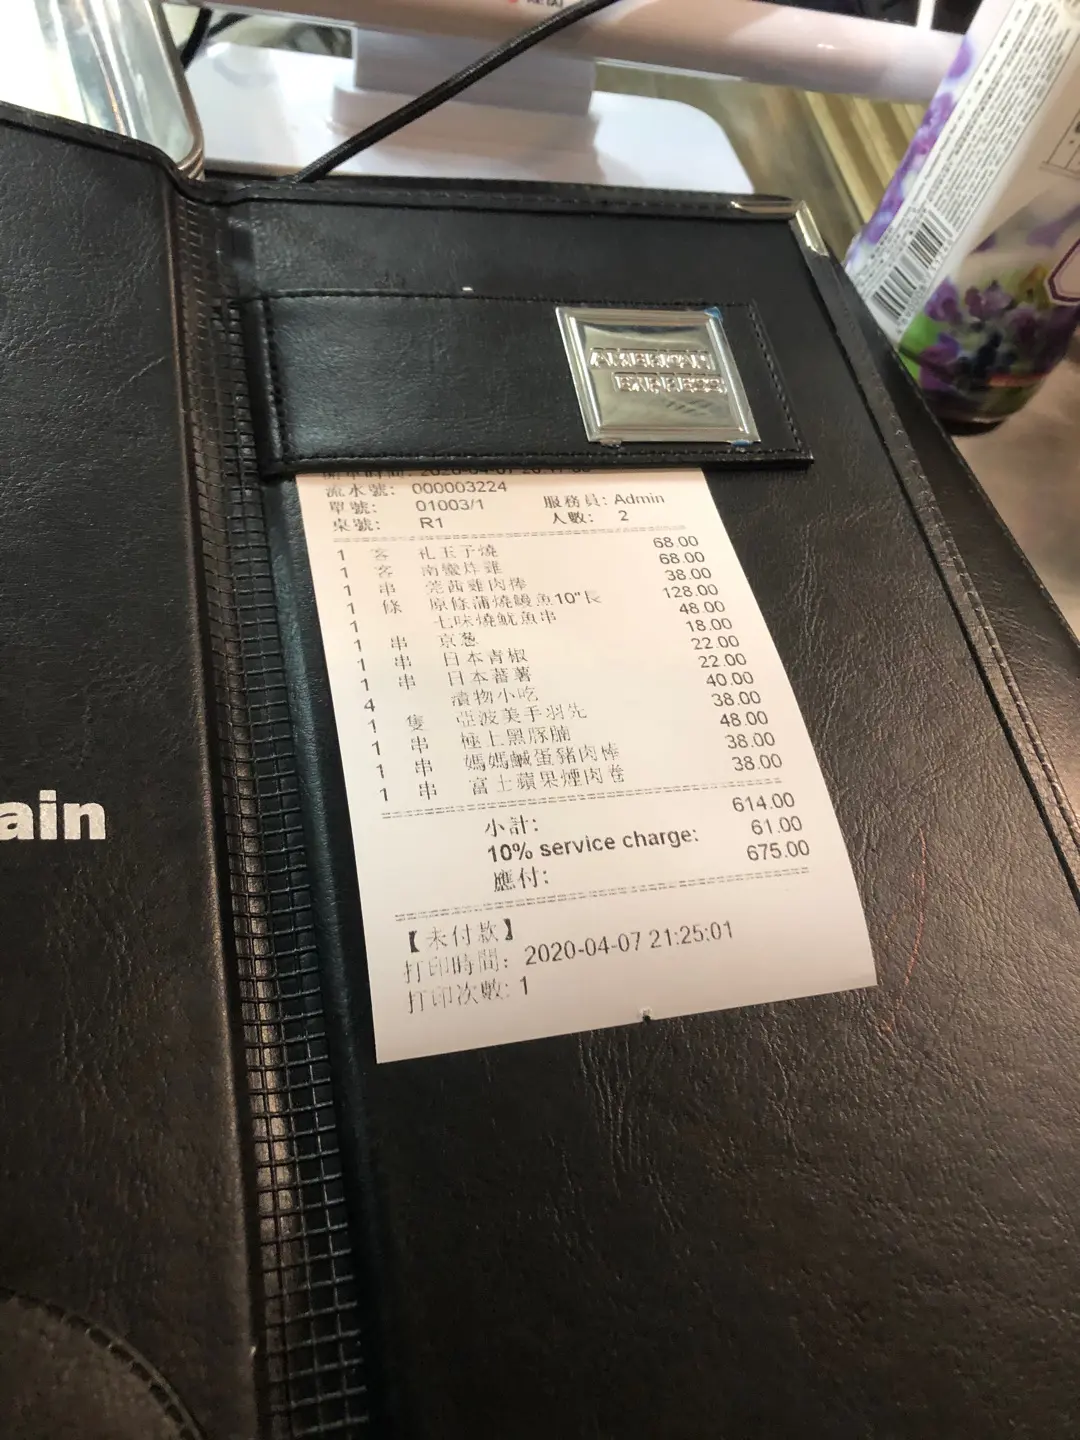 AMERICAN
EXPRESS
流水號: 000003224
單號: 01003/1 服務員: Admin
桌號: R1 人數: 2
1 客 礼玉子燒 68.00
1 客 南蠻炸雞 68.00
1 串 芫茜雞肉棒 38.00
1 條 原條蒲燒鰻魚10"長 128.00
1 七味燒魷魚串 48.00
1 串 京葱 18.00
1 串 日本青椒 22.00
1 串 日本蕃薯 22.00
4 漬物小吃 40.00
1 隻 亞波美手羽先 38.00
1 串 極上黑豚腩 48.00
1 串 媽媽鹹蛋豬肉棒 38.00
1 串 富士蘋果煙肉卷 38.00
小計: 614.00
10% service charge: 61.00
應付: 675.00
【未付款】
打印時間: 2020-04-07 21:25:01
打印次數: 1
ain